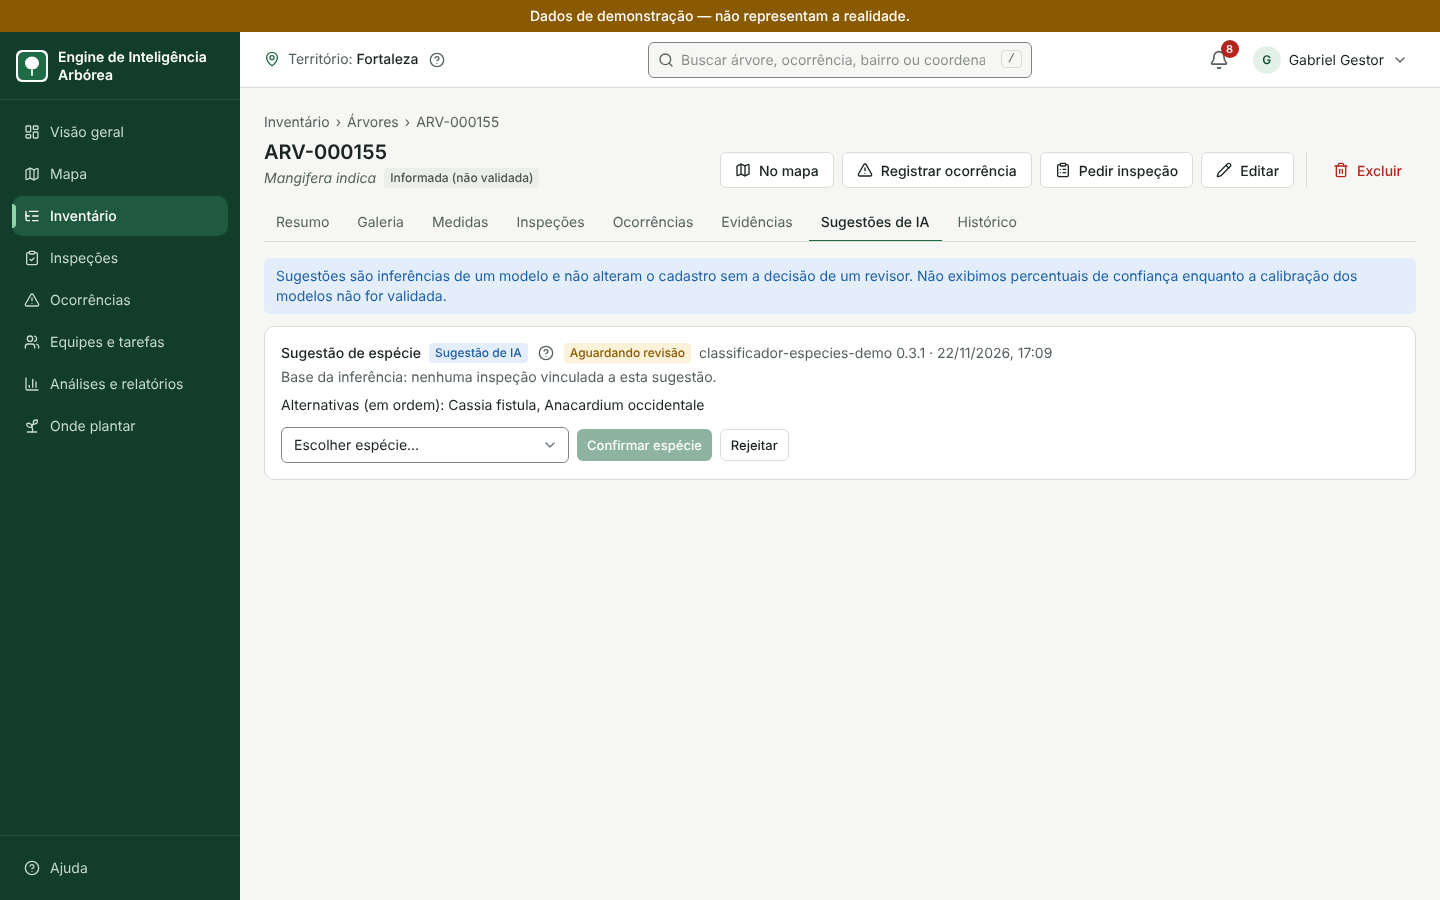 Dados de demonstração — não representam a realidade.
Engine de Inteligência
Arbórea
Território: Fortaleza
Buscar árvore, ocorrência, bairro ou coordena
/
8
G
Gabriel Gestor
Visão geral
Mapa
Inventário
Inspeções
Ocorrências
Equipes e tarefas
Análises e relatórios
Onde plantar
Ajuda
Inventário › Árvores › ARV-000155
ARV-000155
Mangifera indica Informada (não validada)
No mapa
Registrar ocorrência
Pedir inspeção
Editar
Excluir
Resumo Galeria Medidas Inspeções Ocorrências Evidências Sugestões de IA Histórico
Sugestões são inferências de um modelo e não alteram o cadastro sem a decisão de um revisor. Não exibimos percentuais de confiança enquanto a calibração dos
modelos não for validada.
Sugestão de espécie Sugestão de IA Aguardando revisão classificador-especies-demo 0.3.1 · 22/11/2026, 17:09
Base da inferência: nenhuma inspeção vinculada a esta sugestão.
Alternativas (em ordem): Cassia fistula, Anacardium occidentale
Escolher espécie... Confirmar espécie Rejeitar